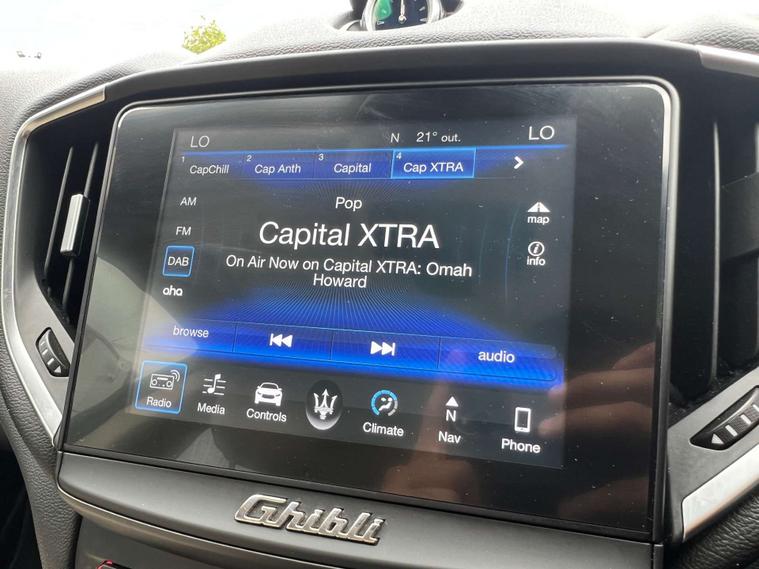 LO N 21° out. LO
1 CapChill 2 Cap Anth 3 Capital 4 Cap XTRA
AM
FM
DAB
aha
Pop
Capital XTRA
On Air Now on Capital XTRA: Omah
Howard
map
info
browse audio
Radio Media Controls Climate N Nav Phone
Ghibli